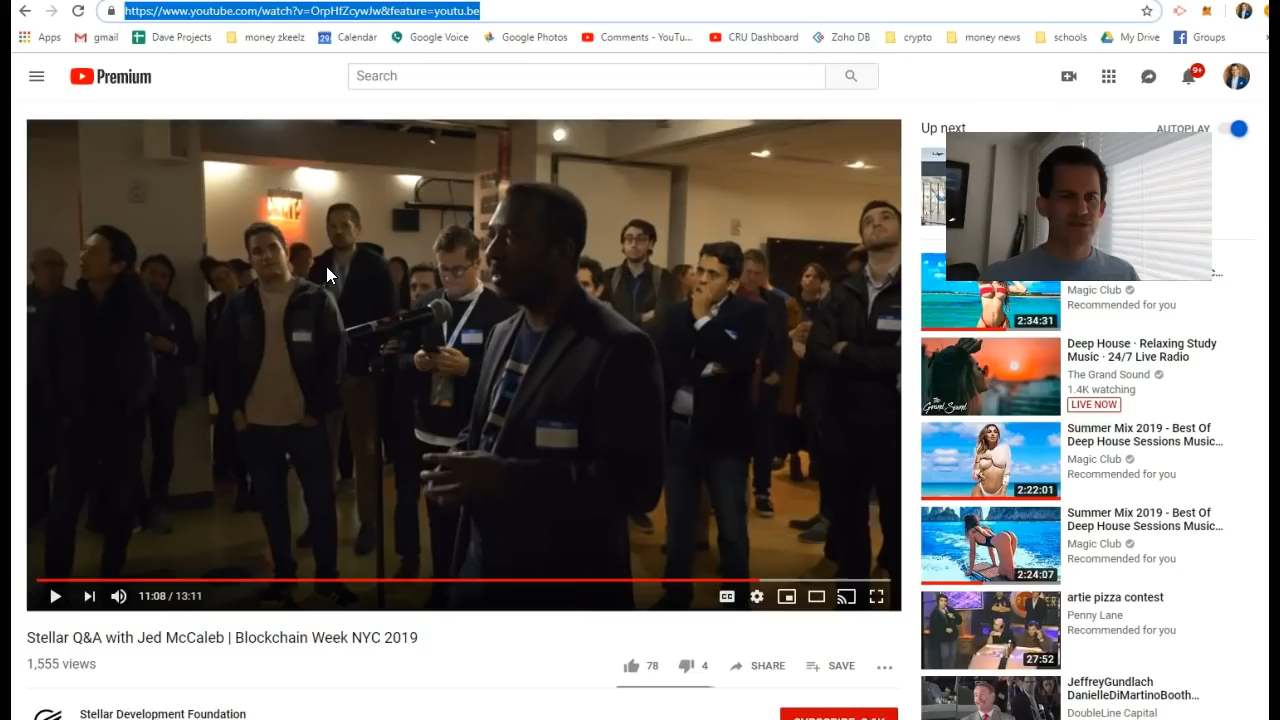 https://www.youtube.com/watch?v=OrpHfZcywJw&feature=youtu.be
Apps
gmail
Dave Projects
money zkeelz
Calendar
Google Voice
Google Photos
Comments - YouTu...
CRU Dashboard
Zoho DB
crypto
money news
schools
My Drive
Groups
Premium
Search
9+
Up next
AUTOPLAY
Magic Club
Recommended for you
2:34:31
Deep House · Relaxing Study
Music · 24/7 Live Radio
The Grand Sound
1.4K watching
LIVE NOW
The Grand Sound
Summer Mix 2019 - Best Of
Deep House Sessions Music...
Magic Club
Recommended for you
2:22:01
Summer Mix 2019 - Best Of
Deep House Sessions Music...
Magic Club
Recommended for you
2:24:07
artie pizza contest
Penny Lane
Recommended for you
27:52
JeffreyGundlach
DanielleDiMartinoBooth...
DoubleLine Capital
11:08 / 13:11
CC
Stellar Q&A with Jed McCaleb | Blockchain Week NYC 2019
1,555 views
78
4
SHARE
SAVE
Stellar Development Foundation